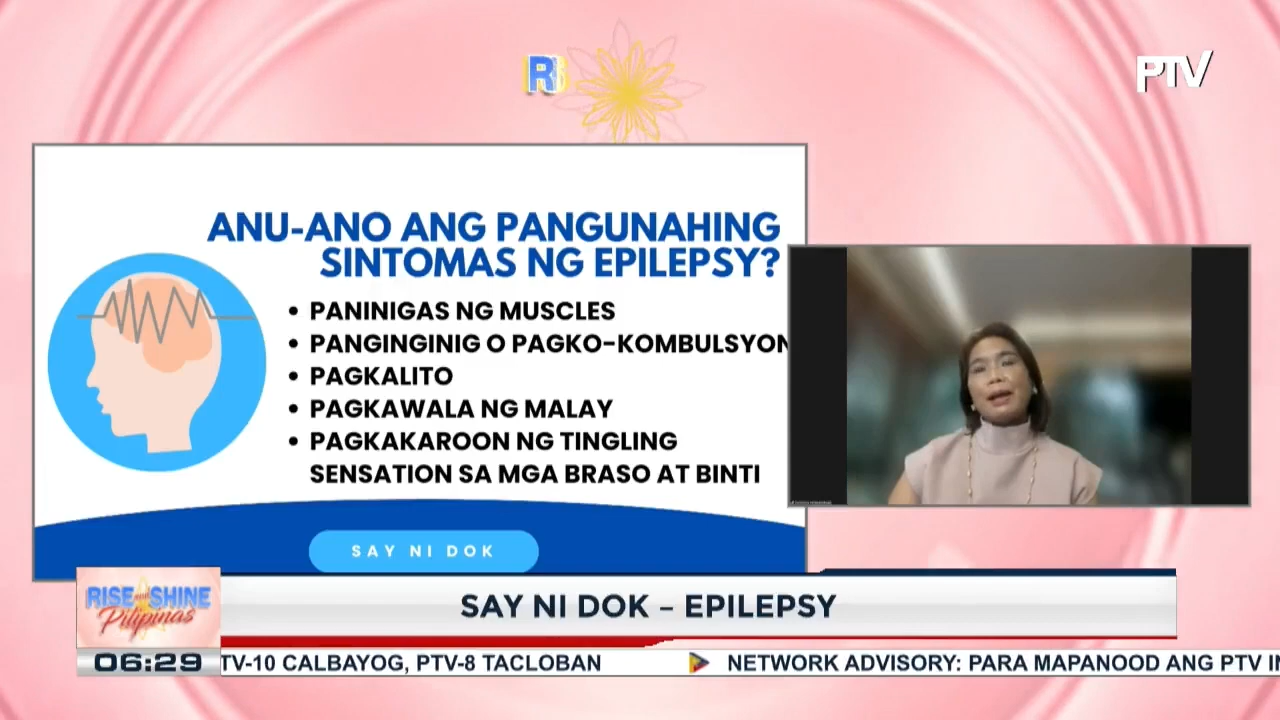 PTV
ANU-ANO ANG PANGUNAHING
SINTOMAS NG EPILEPSY?
• PANINIGAS NG MUSCLES
• PANGINGINIG O PAGKO-KOMBULSYON
• PAGKALITO
• PAGKAWALA NG MALAY
• PAGKAKAROON NG TINGLING
SENSATION SA MGA BRASO AT BINTI
SAY NI DOK
RISE and SHINE
Pilipinas
SAY NI DOK – EPILEPSY
06:29
TV-10 CALBAYOG, PTV-8 TACLOBAN
NETWORK ADVISORY: PARA MAPANOOD ANG PTV IN